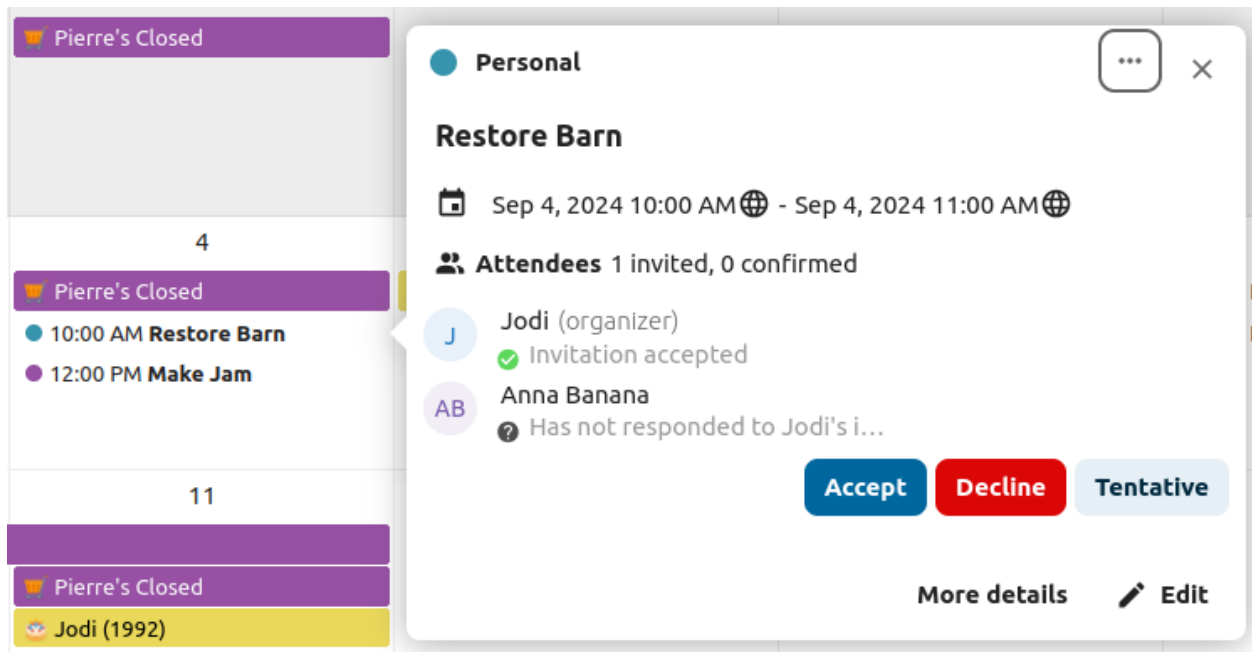 Pierre's Closed
4
Pierre's Closed
10:00 AM Restore Barn
12:00 PM Make Jam
11
Pierre's Closed
Jodi (1992)
Personal
Restore Barn
Sep 4, 2024 10:00 AM - Sep 4, 2024 11:00 AM
Attendees 1 invited, 0 confirmed
J
Jodi (organizer)
Invitation accepted
AB
Anna Banana
Has not responded to Jodi's i…
Accept Decline Tentative
More details Edit